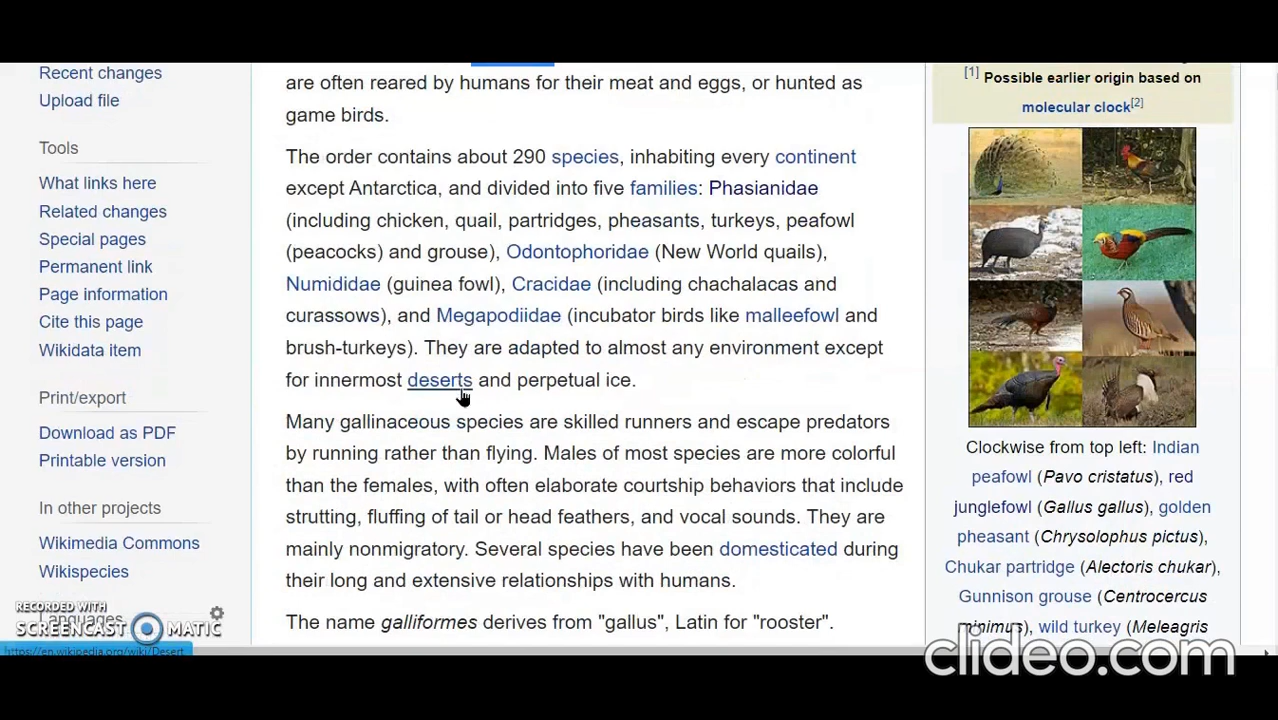 Recent changes
Upload file
Tools
What links here
Related changes
Special pages
Permanent link
Page information
Cite this page
Wikidata item
Print/export
Download as PDF
Printable version
In other projects
Wikimedia Commons
Wikispecies
Languages
RECORDED WITH
SCREENCAST MATIC
https://en.wikipedia.org/wiki/Desert
are often reared by humans for their meat and eggs, or hunted as
game birds.
The order contains about 290 species, inhabiting every continent
except Antarctica, and divided into five families: Phasianidae
(including chicken, quail, partridges, pheasants, turkeys, peafowl
(peacocks) and grouse), Odontophoridae (New World quails),
Numididae (guinea fowl), Cracidae (including chachalacas and
curassows), and Megapodiidae (incubator birds like malleefowl and
brush-turkeys). They are adapted to almost any environment except
for innermost deserts and perpetual ice.
Many gallinaceous species are skilled runners and escape predators
by running rather than flying. Males of most species are more colorful
than the females, with often elaborate courtship behaviors that include
strutting, fluffing of tail or head feathers, and vocal sounds. They are
mainly nonmigratory. Several species have been domesticated during
their long and extensive relationships with humans.
The name galliformes derives from "gallus", Latin for "rooster".
[1] Possible earlier origin based on
molecular clock[2]
Clockwise from top left: Indian
peafowl (Pavo cristatus), red
junglefowl (Gallus gallus), golden
pheasant (Chrysolophus pictus),
Chukar partridge (Alectoris chukar),
Gunnison grouse (Centrocercus
minimus), wild turkey (Meleagris
clideo.com